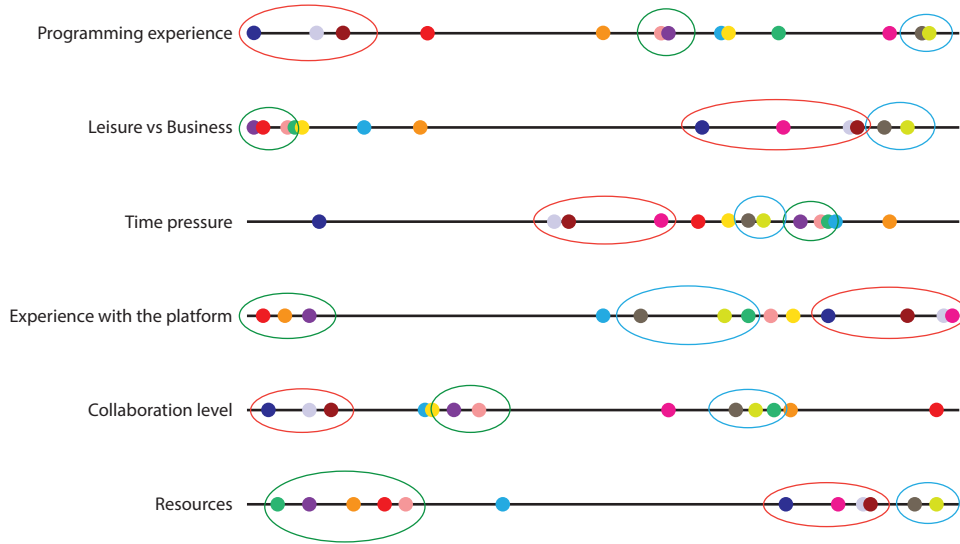 Programming experience
Leisure vs Business
Time pressure
Experience with the platform
Collaboration level
Resources